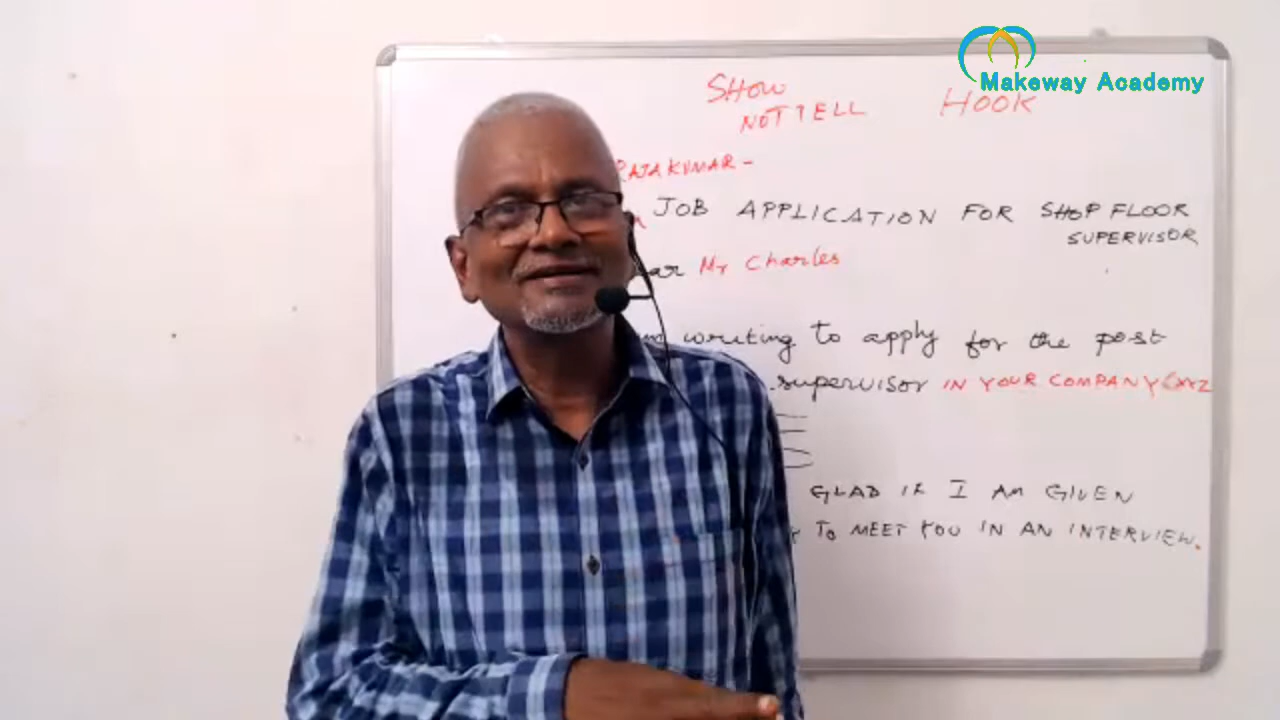 Makeway Academy
SHOW
NOT TELL
HOOK
RAJAKUMAR -
JOB APPLICATION FOR SHOP FLOOR
SUPERVISOR
Mr Charles
writing to apply for the post
supervisor IN YOUR COMPANY
GLAD IF I AM GIVEN
TO MEET YOU IN AN INTERVIEW.